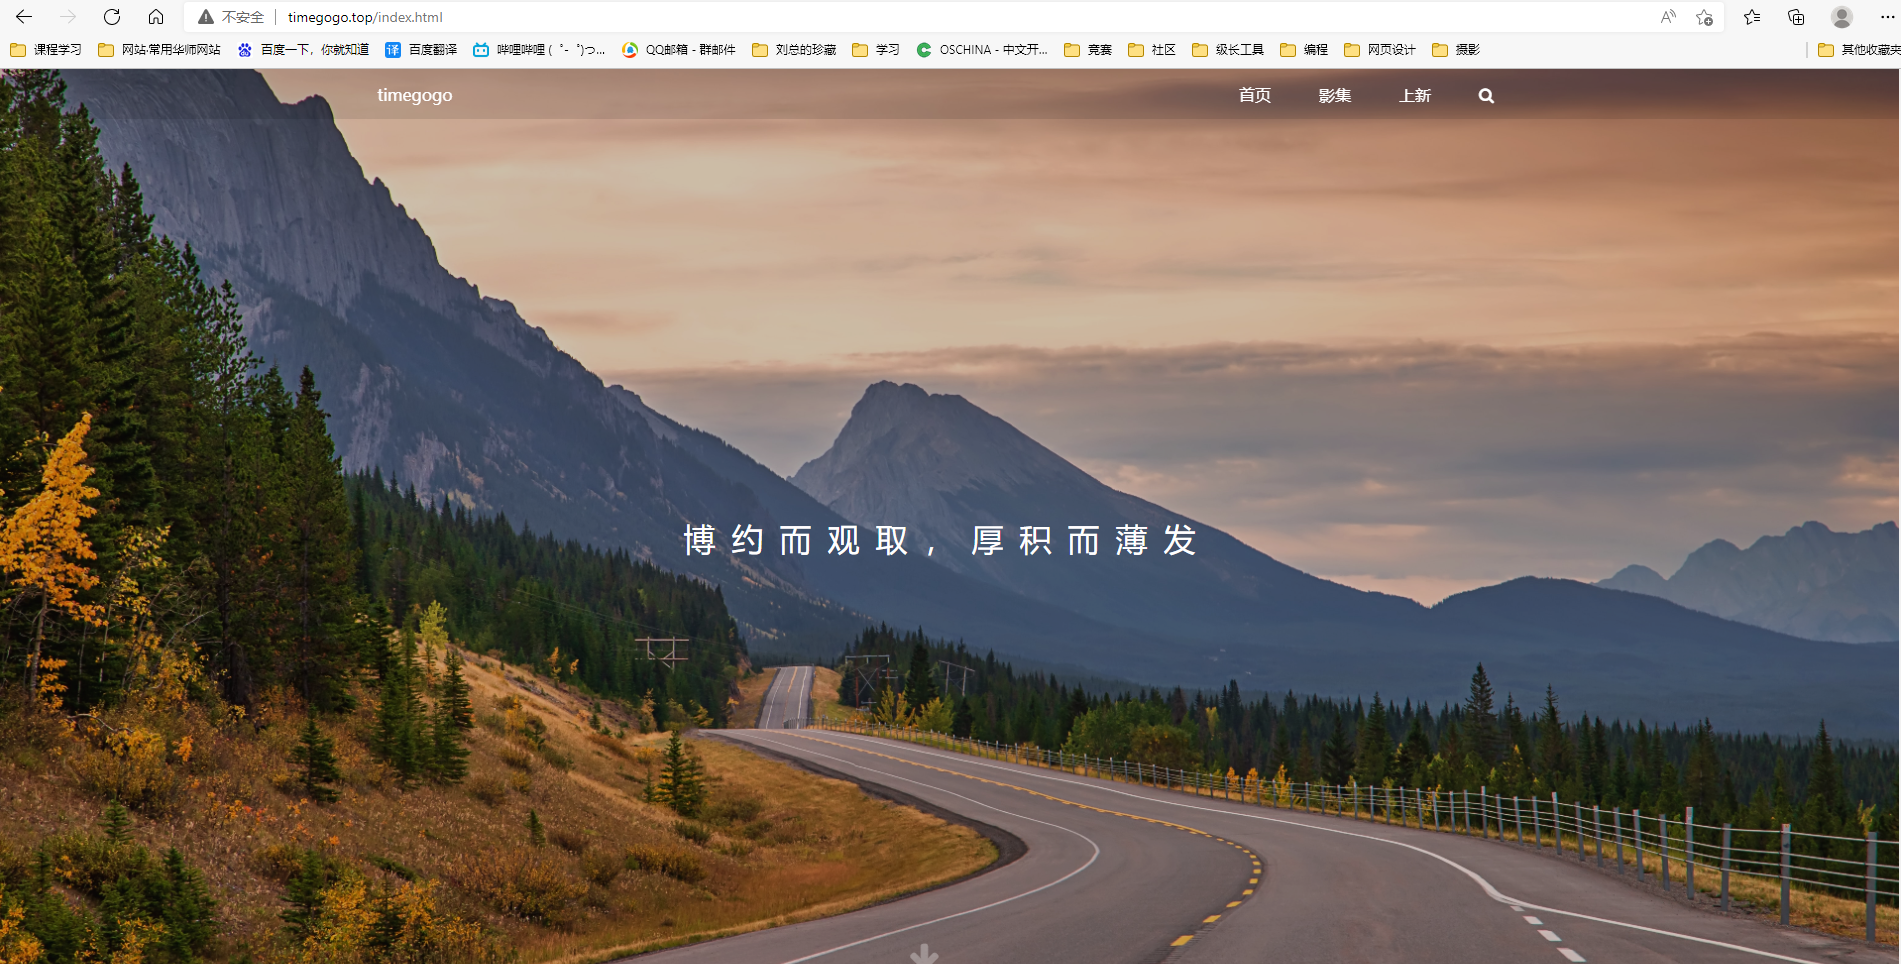 不安全 timegogo.top/index.html
课程学习 网站·常用华师网站 百度一下，你就知道 百度翻译 哔哩哔哩 ( ゜- ゜)つ... QQ邮箱 - 群邮件 刘总的珍藏 学习 OSCHINA - 中文开... 竞赛 社区 级长工具 编程 网页设计 摄影 其他收藏夹
timegogo 首页 影集 上新
博约而观取，厚积而薄发